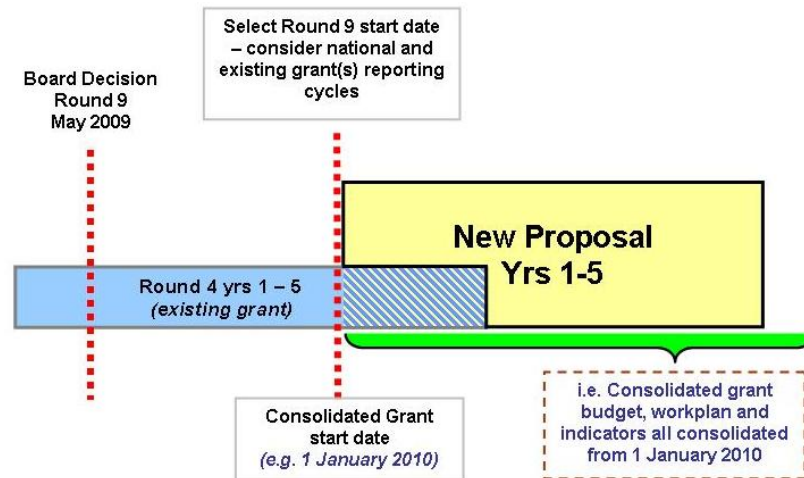 Select Round 9 start date
– consider national and
existing grant(s) reporting
cycles
Board Decision
Round 9
May 2009
New Proposal
Yrs 1-5
Round 4 yrs 1 – 5
(existing grant)
Consolidated Grant
start date
(e.g. 1 January 2010)
i.e. Consolidated grant
budget, workplan and
indicators all consolidated
from 1 January 2010